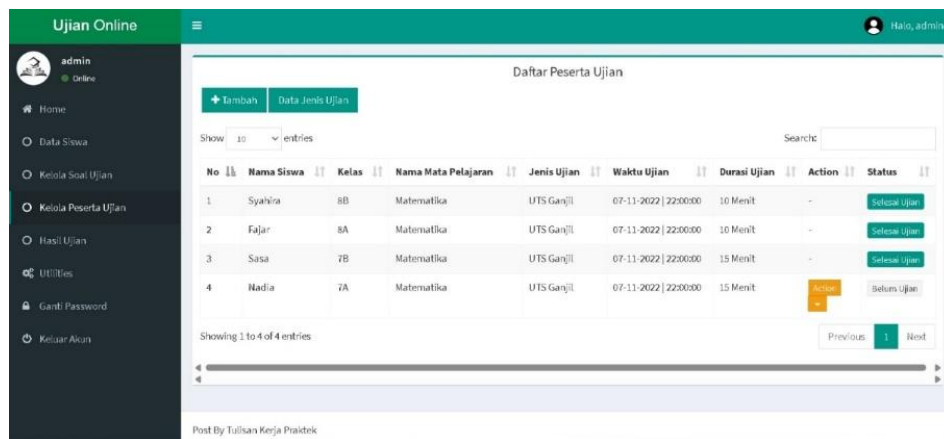 Ujian Online
Halo, admin
admin
Online
Home
Data Siswa
Kelola Soal Ujian
Kelola Peserta Ujian
Hasil Ujian
Utilities
Ganti Password
Keluar Akun
Daftar Peserta Ujian
Tambah Data Jenis Ujian
Show 10 entries Search:
No Nama Siswa Kelas Nama Mata Pelajaran Jenis Ujian Waktu Ujian Durasi Ujian Action Status
1 Syahira 8B Matematika UTS Ganjil 07-11-2022 | 22:00:00 10 Menit - Selesai Ujian
2 Fajar 8A Matematika UTS Ganjil 07-11-2022 | 22:00:00 10 Menit - Selesai Ujian
3 Sasa 7B Matematika UTS Ganjil 07-11-2022 | 22:00:00 15 Menit - Selesai Ujian
4 Nadia 7A Matematika UTS Ganjil 07-11-2022 | 22:00:00 15 Menit Action Belum Ujian
Showing 1 to 4 of 4 entries Previous 1 Next
Post By Tulisan Kerja Praktek